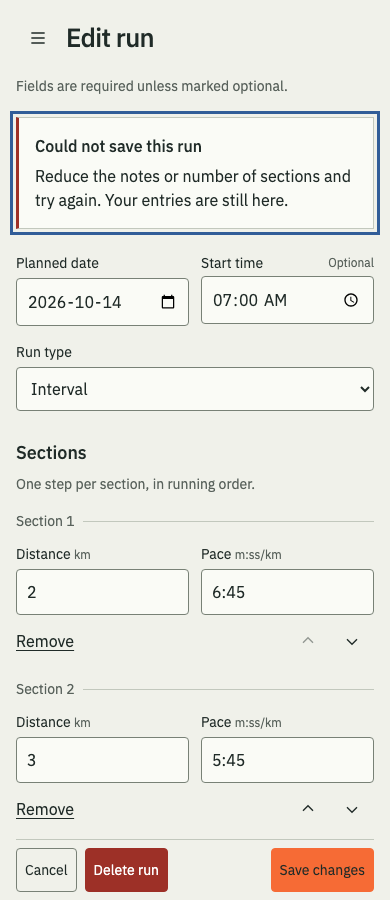 Edit run
Fields are required unless marked optional.
Could not save this run
Reduce the notes or number of sections and
try again. Your entries are still here.
Planned date
Start time Optional
2026-10-14
07:00 AM
Run type
Interval
Sections
One step per section, in running order.
Section 1
Distance km
Pace m:ss/km
2
6:45
Remove
Section 2
Distance km
Pace m:ss/km
3
5:45
Remove
Cancel
Delete run
Save changes